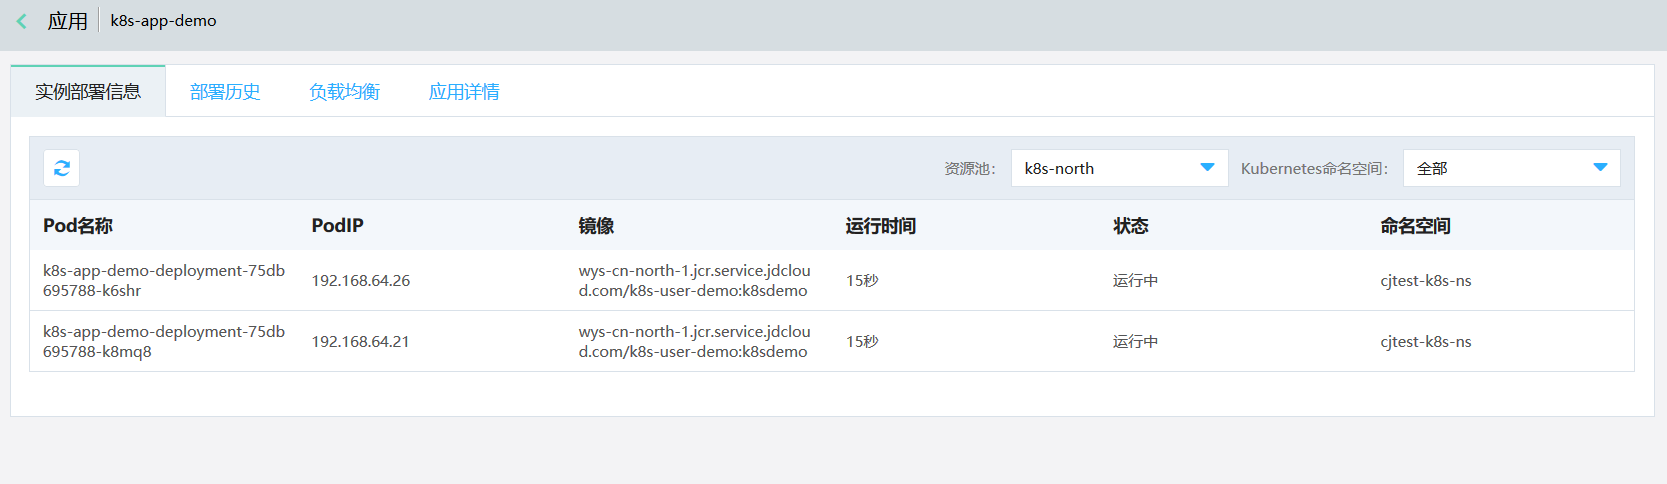 应用 k8s-app-demo
实例部署信息 部署历史 负载均衡 应用详情
资源池: k8s-north Kubernetes命名空间: 全部
Pod名称 PodIP 镜像 运行时间 状态 命名空间
k8s-app-demo-deployment-75db
695788-k6shr
192.168.64.26
wys-cn-north-1.jcr.service.jdclou
d.com/k8s-user-demo:k8sdemo
15秒
运行中
cjtest-k8s-ns
k8s-app-demo-deployment-75db
695788-k8mq8
192.168.64.21
wys-cn-north-1.jcr.service.jdclou
d.com/k8s-user-demo:k8sdemo
15秒
运行中
cjtest-k8s-ns